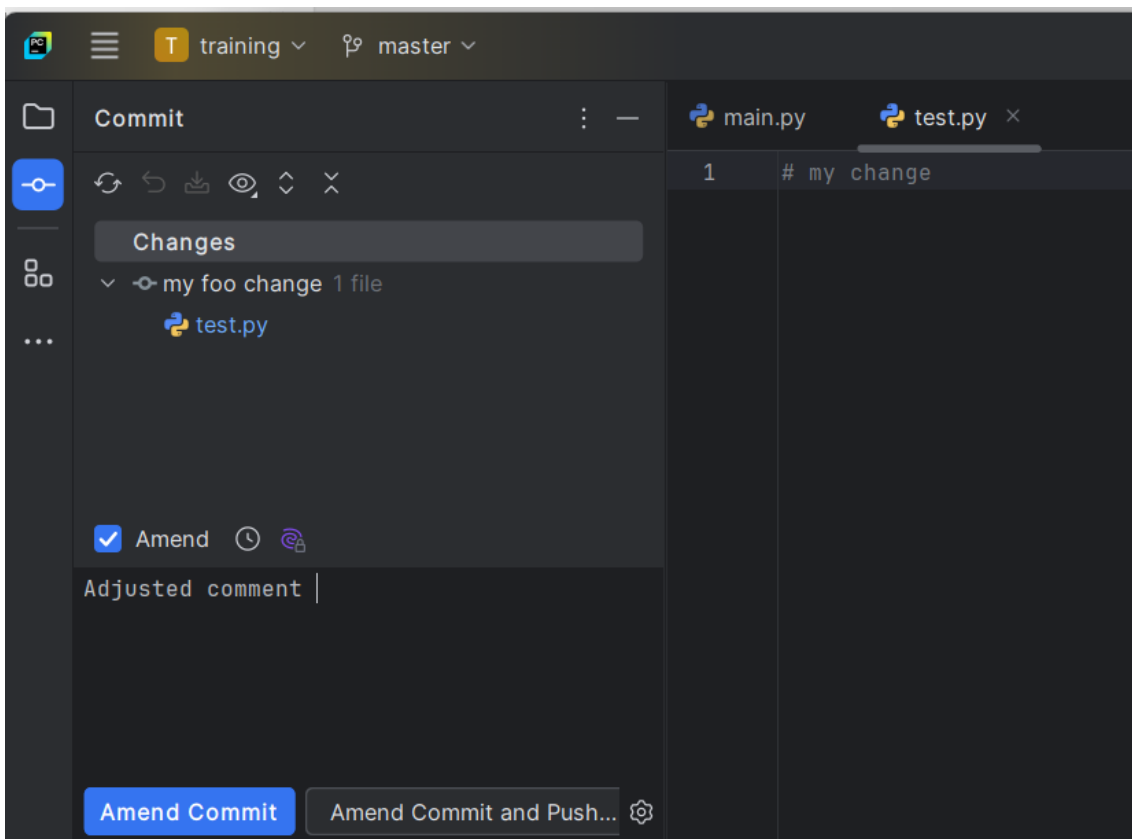 PC
T training master
Commit
main.py
test.py
1 # my change
Changes
my foo change 1 file
test.py
Amend
Adjusted comment
Amend Commit
Amend Commit and Push...